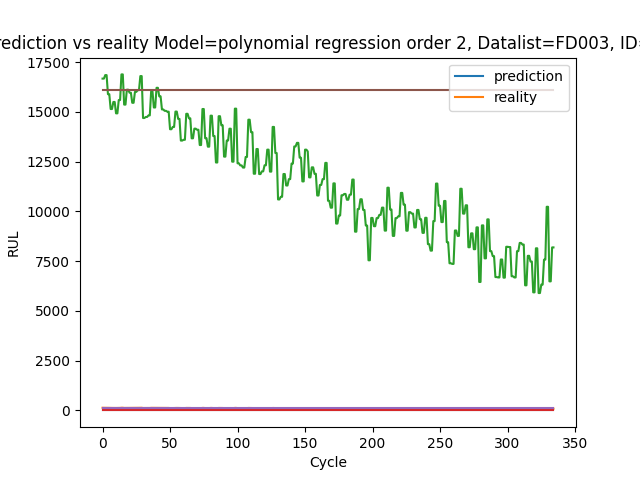 rediction vs reality Model=polynomial regression order 2, Datalist=FD003, ID=
17500
15000
12500
10000
7500
5000
2500
0
RUL
prediction
reality
0 50 100 150 200 250 300 350
Cycle